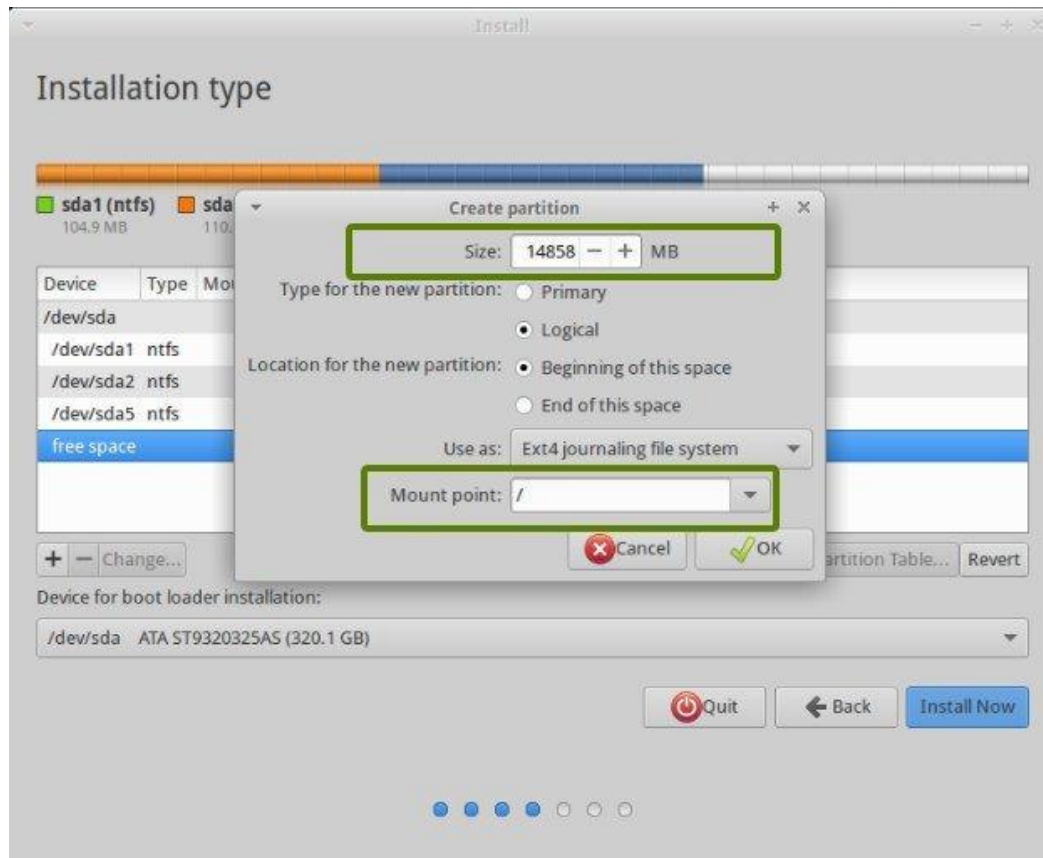 Install
Installation type
sda1 (ntfs) sda
104.9 MB 110.
Create partition
Size: 14858 MB
Type for the new partition: Primary
Logical
Location for the new partition: Beginning of this space
End of this space
Use as: Ext4 journaling file system
Mount point: /
Cancel OK
Device Type Mou
/dev/sda
/dev/sda1 ntfs
/dev/sda2 ntfs
/dev/sda5 ntfs
free space
+ − Change... artition Table... Revert
Device for boot loader installation:
/dev/sda ATA ST9320325AS (320.1 GB)
Quit Back Install Now